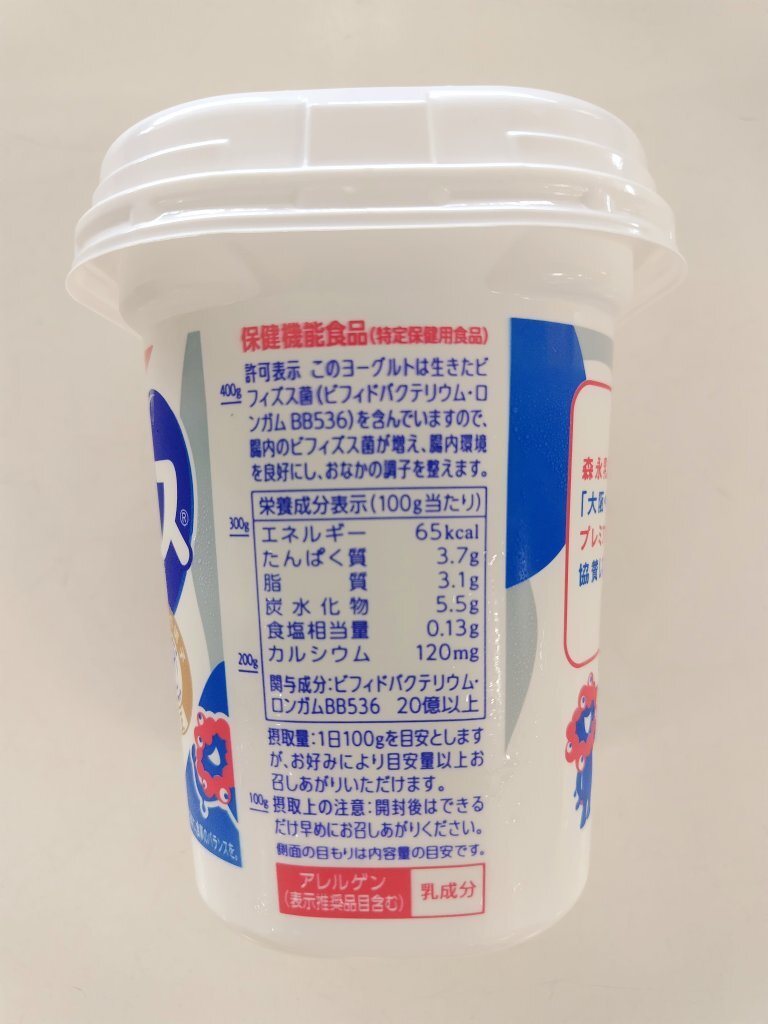 保健機能食品(特定保健用食品)
許可表示 このヨーグルトは生きたビ
フィズス菌(ビフィドバクテリウム・ロ
ンガム BB536)を含んでいますので、
腸内のビフィズス菌が増え、腸内環境
を良好にし、おなかの調子を整えます。
400g
300g
200g
100g
栄養成分表示(100g当たり)
エネルギー 65kcal
たんぱく質 3.7g
脂質 3.1g
炭水化物 5.5g
食塩相当量 0.13g
カルシウム 120mg
関与成分:ビフィドバクテリウム・
ロンガムBB536 20億以上
摂取量:1日100gを目安とします
が、お好みにより目安量以上お
召しあがりいただけます。
摂取上の注意:開封後はできる
だけ早めにお召しあがりください。
側面の目もりは内容量の目安です。
アレルゲン
(表示推奨品目含む)
乳成分
ス®
のバランスを。
森永乳
「大阪
プレミ
協賛